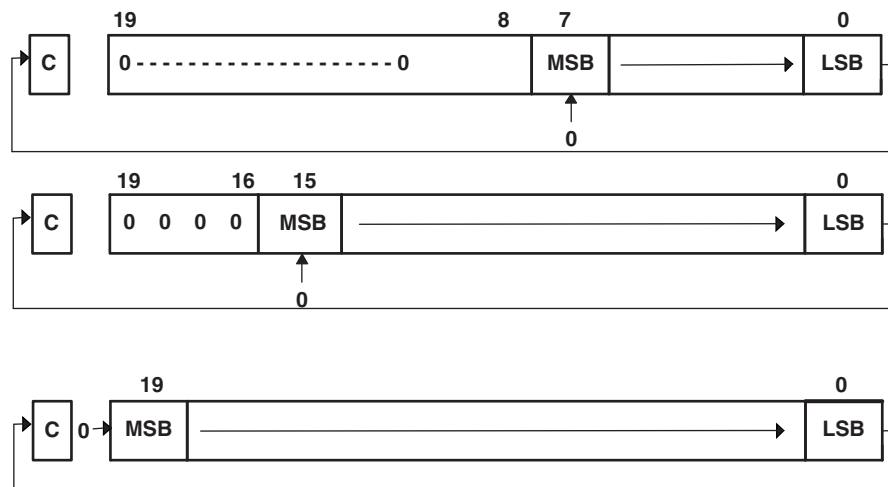 19 8 7 0
C 0------------------0 MSB LSB
0
19 16 15 0
C 0 0 0 0 MSB LSB
0
19 0
C 0 MSB LSB